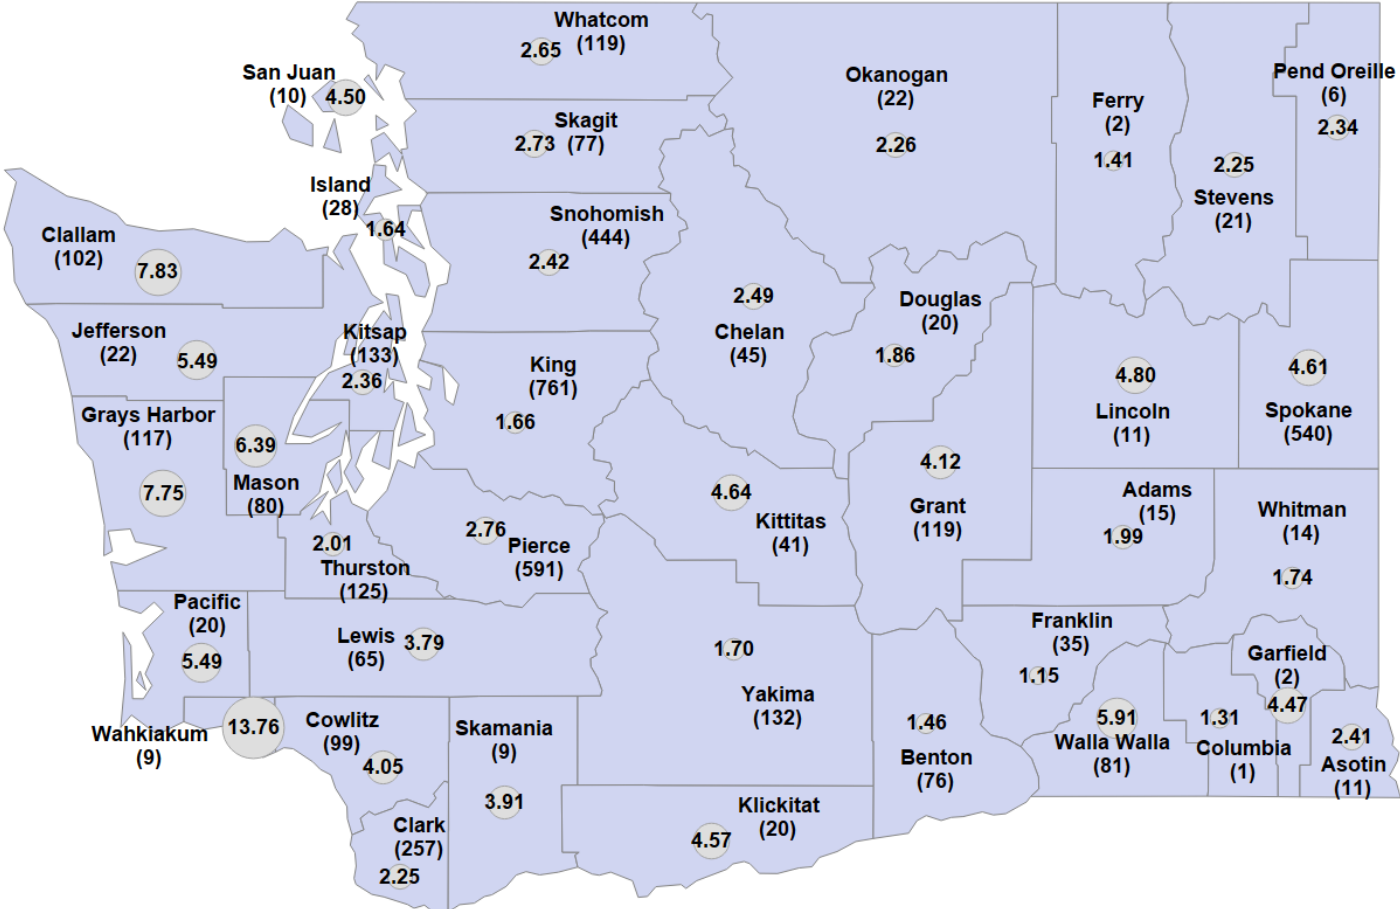 Whatcom
(119)
2.65
San Juan
(10)
4.50
Okanogan
(22)
2.26
Ferry
(2)
1.41
Pend Oreille
(6)
2.34
Skagit
(77)
2.73
2.25
Stevens
(21)
Island
(28)
1.64
Snohomish
(444)
2.42
Clallam
(102)
7.83
2.49
Chelan
(45)
Douglas
(20)
1.86
Jefferson
(22)
5.49
Kitsap
(133)
2.36
King
(761)
1.66
4.80
Lincoln
(11)
4.61
Spokane
(540)
Grays Harbor
(117)
7.75
6.39
Mason
(80)
4.64
Kittitas
(41)
4.12
Grant
(119)
Adams
(15)
1.99
Whitman
(14)
1.74
2.01
Thurston
(125)
2.76
Pierce
(591)
Pacific
(20)
5.49
Lewis
(65)
3.79
1.70
Yakima
(132)
Franklin
(35)
1.15
Garfield
(2)
4.47
Wahkiakum
(9)
13.76
Cowlitz
(99)
4.05
Skamania
(9)
3.91
1.46
Benton
(76)
5.91
Walla Walla
(81)
1.31
Columbia
(1)
2.41
Asotin
(11)
Clark
(257)
2.25
Klickitat
(20)
4.57